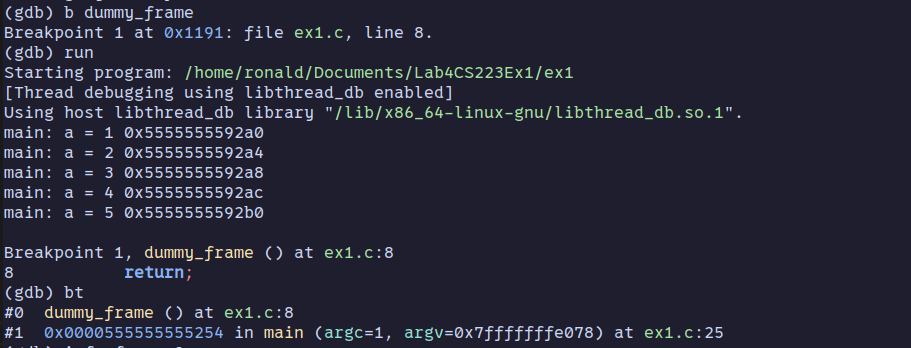 (gdb) b dummy_frame
Breakpoint 1 at 0x1191: file ex1.c, line 8.
(gdb) run
Starting program: /home/ronald/Documents/Lab4CS223Ex1/ex1
[Thread debugging using libthread_db enabled]
Using host libthread_db library "/lib/x86_64-linux-gnu/libthread_db.so.1".
main: a = 1 0x5555555592a0
main: a = 2 0x5555555592a4
main: a = 3 0x5555555592a8
main: a = 4 0x5555555592ac
main: a = 5 0x5555555592b0
Breakpoint 1, dummy_frame () at ex1.c:8
8 return;
(gdb) bt
#0 dummy_frame () at ex1.c:8
#1 0x0000555555555254 in main (argc=1, argv=0x7fffffffe078) at ex1.c:25